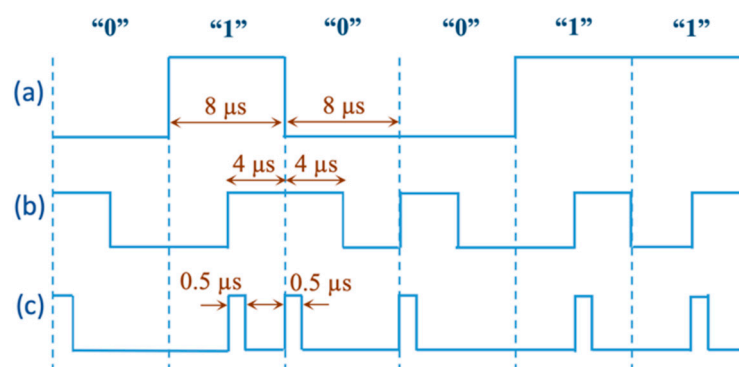 “0” “1” “0” “0” “1” “1”
(a)
8 μs 8 μs
4 μs 4 μs
(b)
0.5 μs 0.5 μs
(c)